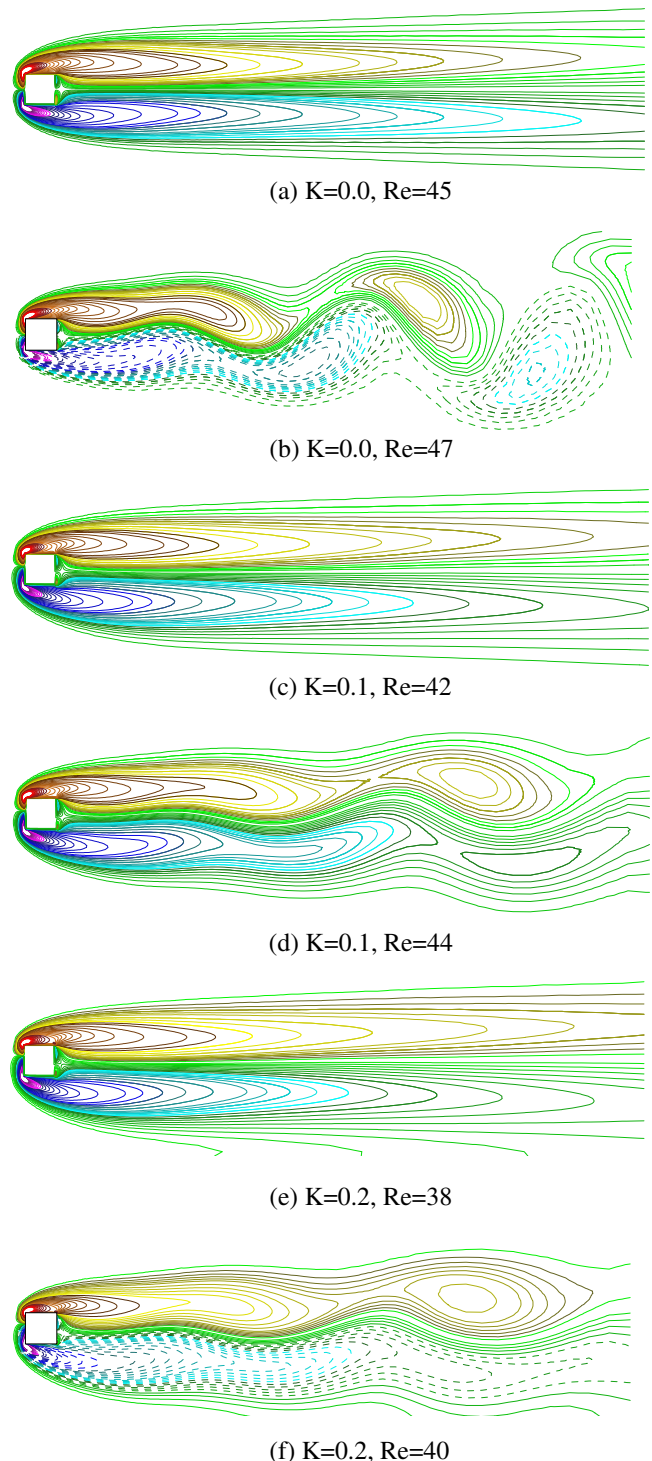 (a) K=0.0, Re=45
(b) K=0.0, Re=47
(c) K=0.1, Re=42
(d) K=0.1, Re=44
(e) K=0.2, Re=38
(f) K=0.2, Re=40